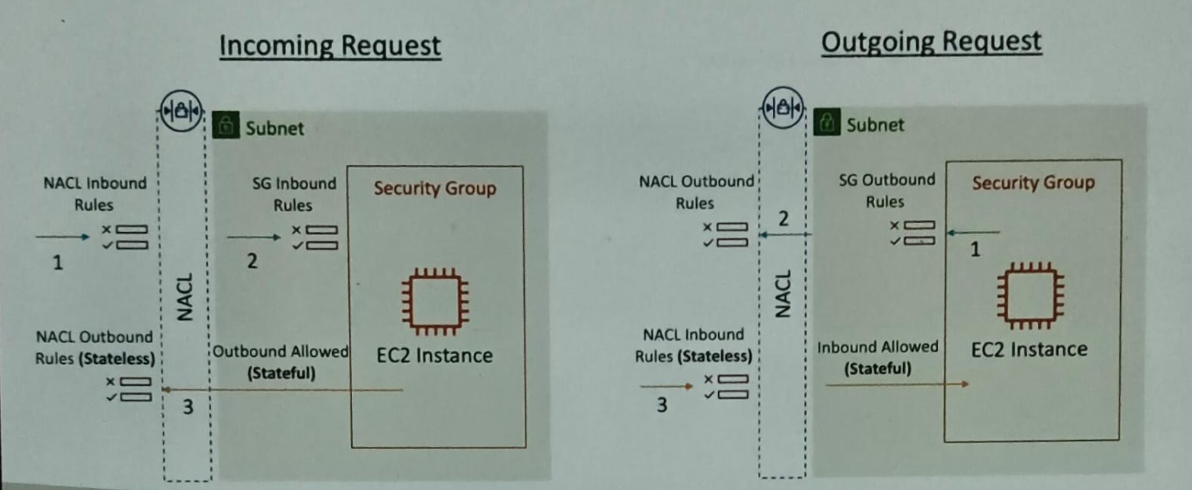 Incoming Request
Subnet
NACL Inbound
Rules
SG Inbound
Rules
Security Group
1
2
NACL
NACL Outbound
Rules (Stateless)
Outbound Allowed
(Stateful)
EC2 Instance
3
Outgoing Request
Subnet
NACL Outbound
Rules
SG Outbound
Rules
Security Group
2
1
NACL
NACL Inbound
Rules (Stateless)
Inbound Allowed
(Stateful)
EC2 Instance
3